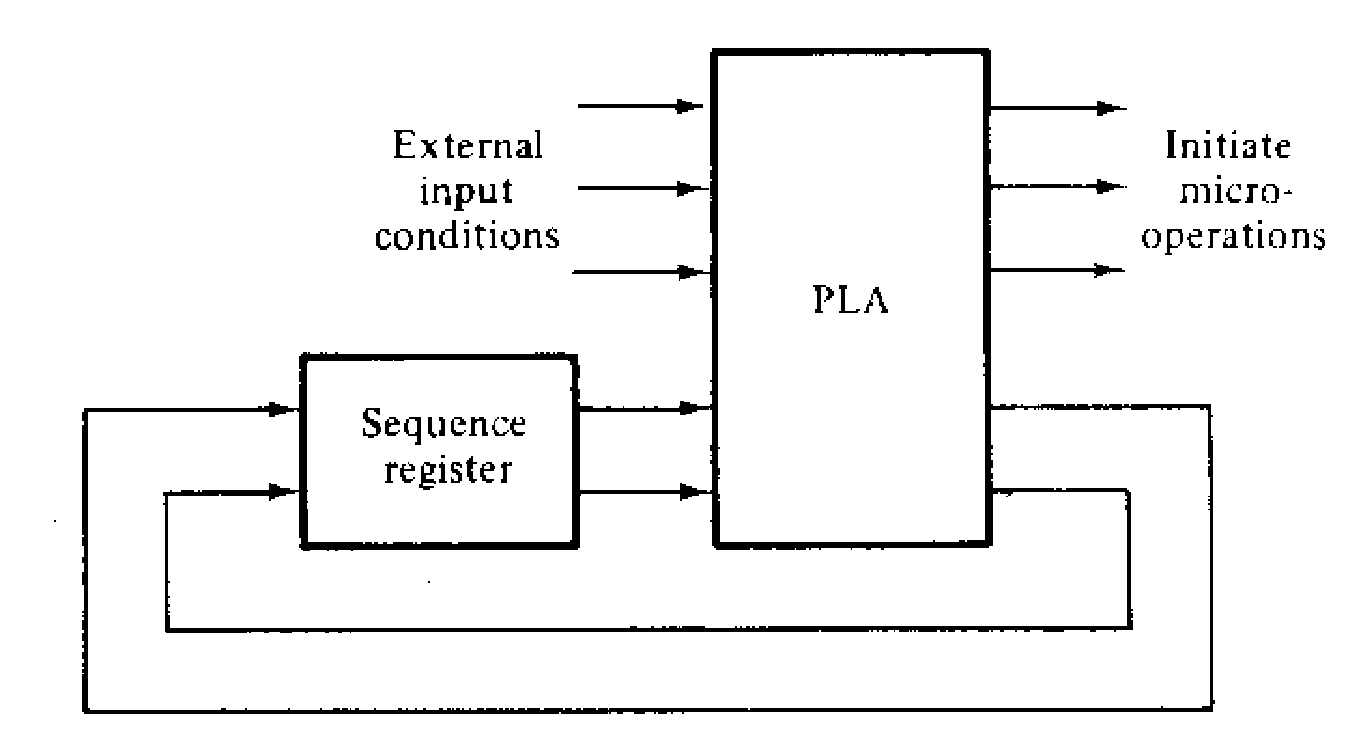 External
input
conditions
Initiate
micro-
operations
PLA
Sequence
register